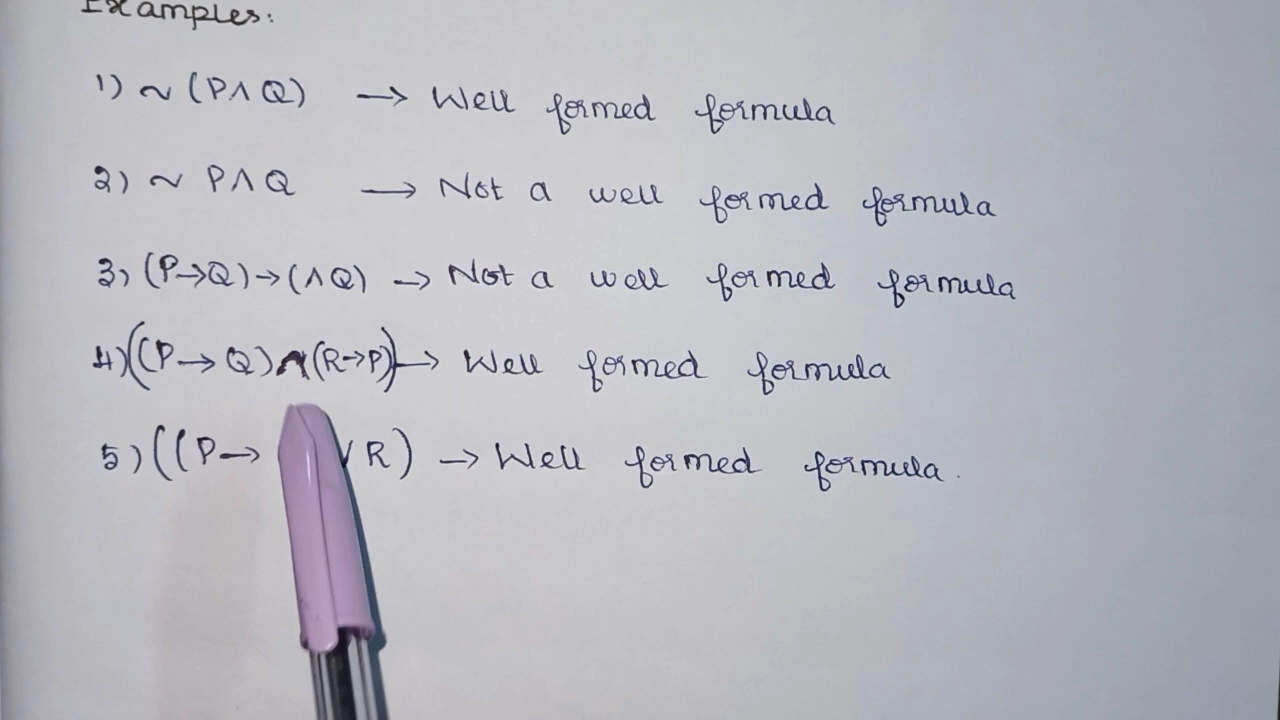 Examples:
1) ~ (P∧Q) → Well formed formula
2) ~ P∧Q → Not a well formed formula
3) (P→Q)→(∧Q) → Not a well formed formula
4) ((P→Q)∧(R→P)) → Well formed formula
5) ((P→ R) → Well formed formula.